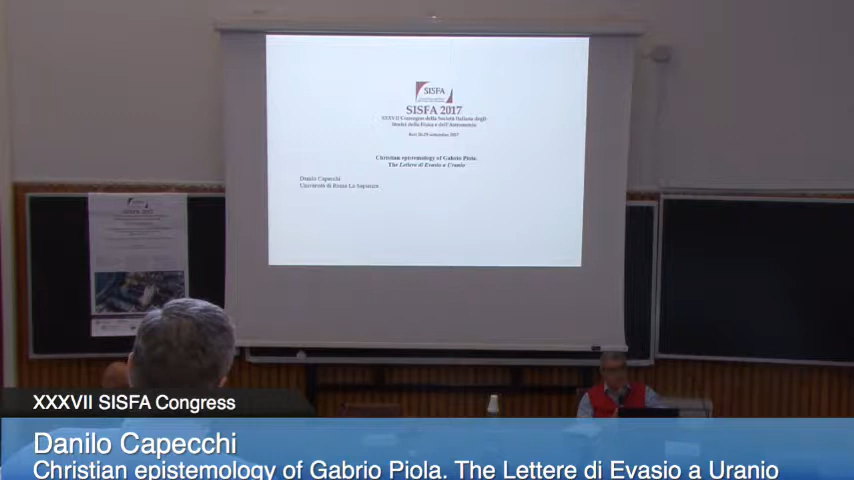 SISFA
SISFA 2017
XXXVII Convegno della Società Italiana degli
Storici della Fisica e dell'Astronomia
Bari 26-29 settembre 2017
Christian epistemology of Gabrio Piola.
The Lettere di Evasio a Uranio
Danilo Capecchi
Università di Roma La Sapienza
SISFA 2017
XXXVII SISFA Congress
Danilo Capecchi
Christian epistemology of Gabrio Piola. The Lettere di Evasio a Uranio